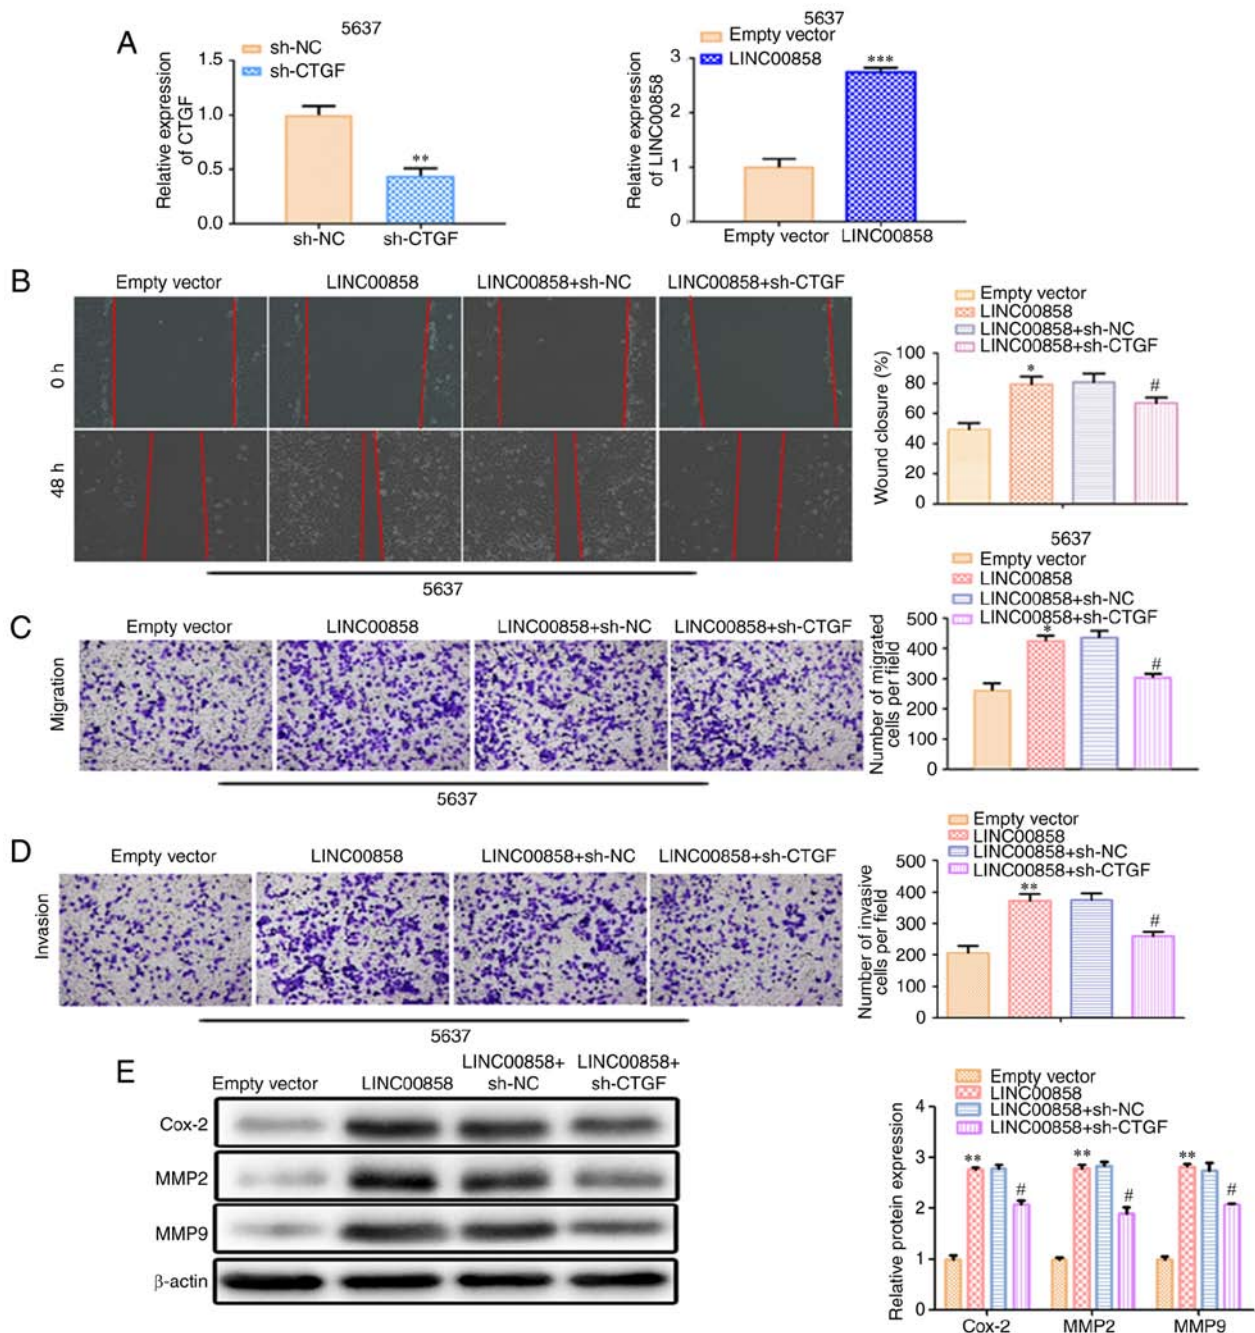 A
5637
sh-NC
sh-CTGF
Relative expression
of CTGF
1.5
1.0
0.5
0.0
**
sh-NC
sh-CTGF
5637
Empty vector
LINC00858
Relative expression
of LINC00858
3
2
1
0
***
Empty vector
LINC00858
B
Empty vector
LINC00858
LINC00858+sh-NC
LINC00858+sh-CTGF
0 h
48 h
5637
Empty vector
LINC00858
LINC00858+sh-NC
LINC00858+sh-CTGF
Wound closure (%)
100
80
60
40
20
0
*
#
5637
C
Empty vector
LINC00858
LINC00858+sh-NC
LINC00858+sh-CTGF
Migration
5637
Empty vector
LINC00858
LINC00858+sh-NC
LINC00858+sh-CTGF
Number of migrated
cells per field
500
400
300
200
100
0
*
#
D
Empty vector
LINC00858
LINC00858+sh-NC
LINC00858+sh-CTGF
Invasion
5637
Empty vector
LINC00858
LINC00858+sh-NC
LINC00858+sh-CTGF
Number of invasive
cells per field
500
400
300
200
100
0
**
#
E
Empty vector
LINC00858
LINC00858+
sh-NC
LINC00858+
sh-CTGF
Cox-2
MMP2
MMP9
β-actin
Empty vector
LINC00858
LINC00858+sh-NC
LINC00858+sh-CTGF
Relative protein expression
4
3
2
1
0
**
#
**
#
**
#
Cox-2
MMP2
MMP9